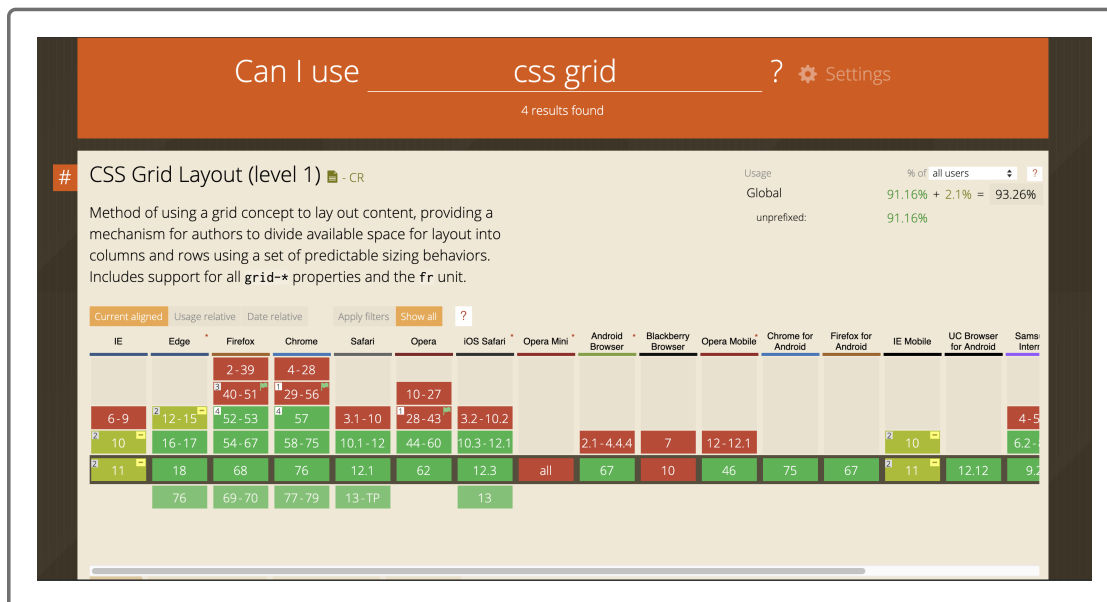 Can I use css grid ? Settings
4 results found
# CSS Grid Layout (level 1) - CR
Usage % of all users ?
Global 91.16% + 2.1% = 93.26%
unprefixed: 91.16%
Method of using a grid concept to lay out content, providing a
mechanism for authors to divide available space for layout into
columns and rows using a set of predictable sizing behaviors.
Includes support for all grid-* properties and the fr unit.
Current aligned Usage relative Date relative Apply filters Show all ?
IE Edge * Firefox Chrome Safari Opera iOS Safari * Opera Mini * Android Browser * Blackberry Browser Opera Mobile * Chrome for Android Firefox for Android IE Mobile UC Browser for Android Sams Intern
2-39 4-28
3 40-51 1 29-56 10-27
6-9 2 12-15 4 52-53 4 57 3.1-10 1 28-43 3.2-10.2 4-5
2 10 16-17 54-67 58-75 10.1-12 44-60 10.3-12.1 2.1-4.4.4 7 12-12.1 2 10 6.2-
2 11 18 68 76 12.1 62 12.3 all 67 10 46 75 67 2 11 12.12 9.2
76 69-70 77-79 13-TP 13